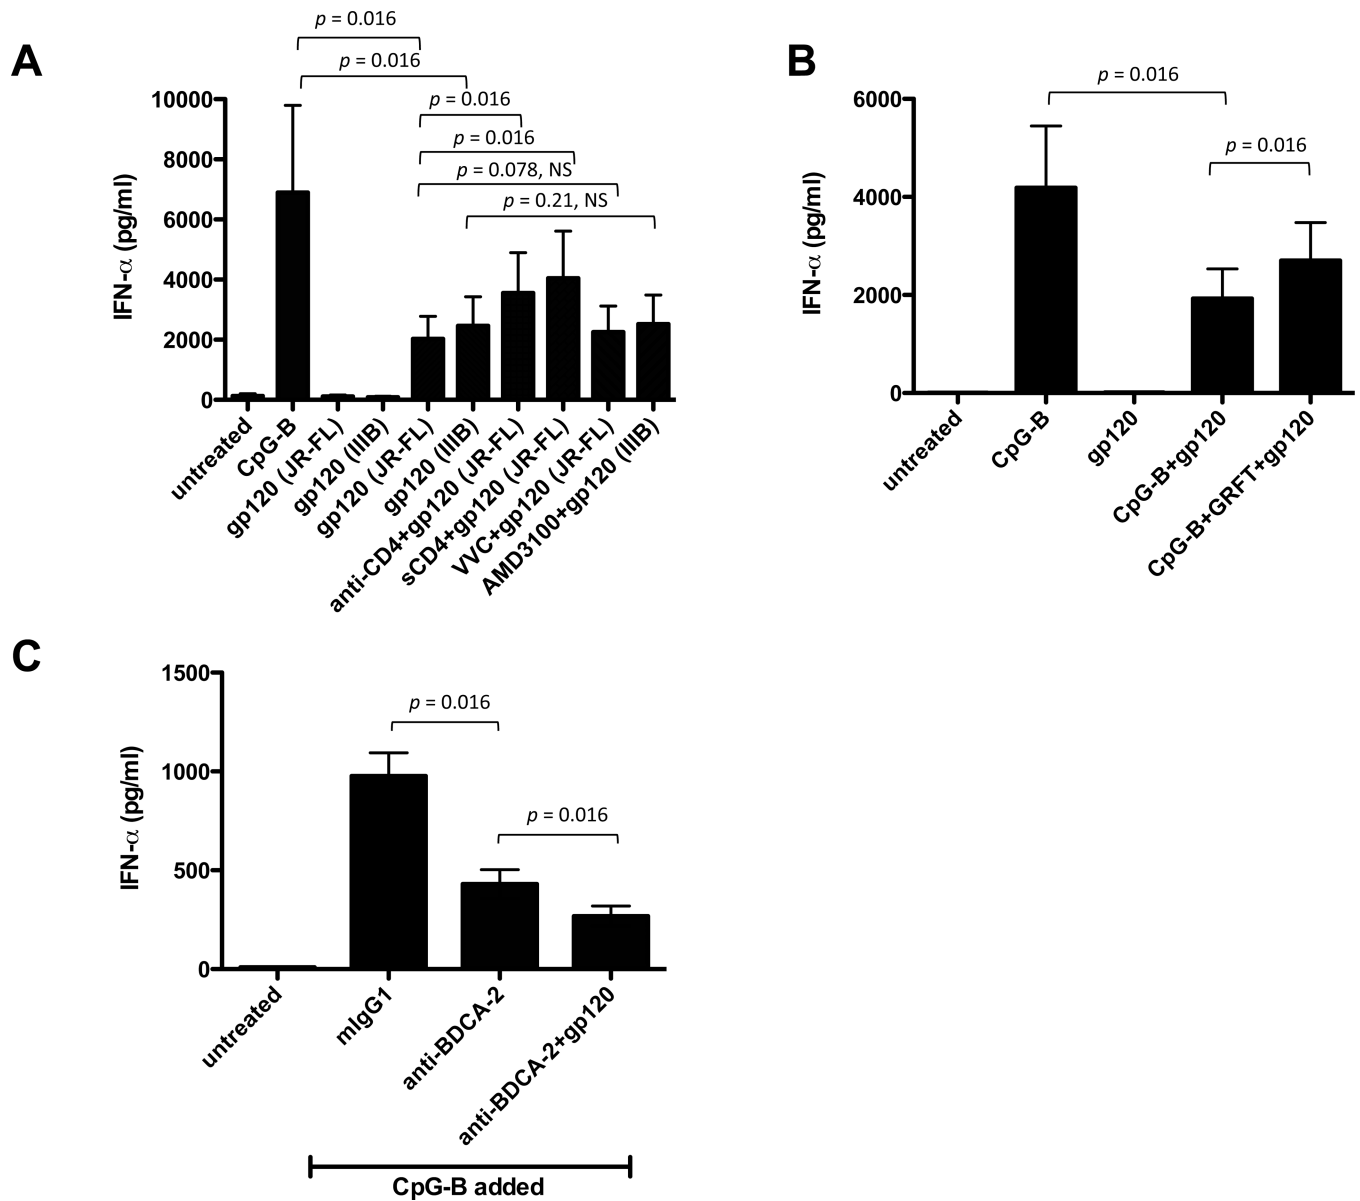 A
p = 0.016
p = 0.016
p = 0.016
p = 0.016
p = 0.078, NS
p = 0.21, NS
IFN-α (pg/ml)
10000
8000
6000
4000
2000
0
untreated
CpG-B
gp120 (JR-FL)
gp120 (IIIB)
gp120 (JR-FL)
gp120 (IIIB)
anti-CD4+gp120 (JR-FL)
sCD4+gp120 (JR-FL)
VVC+gp120 (JR-FL)
AMD3100+gp120 (IIIB)
B
p = 0.016
p = 0.016
IFN-α (pg/ml)
6000
4000
2000
0
untreated
CpG-B
gp120
CpG-B+gp120
CpG-B+GRFT+gp120
C
p = 0.016
p = 0.016
IFN-α (pg/ml)
1500
1000
500
0
untreated
mIgG1
anti-BDCA-2
anti-BDCA-2+gp120
CpG-B added